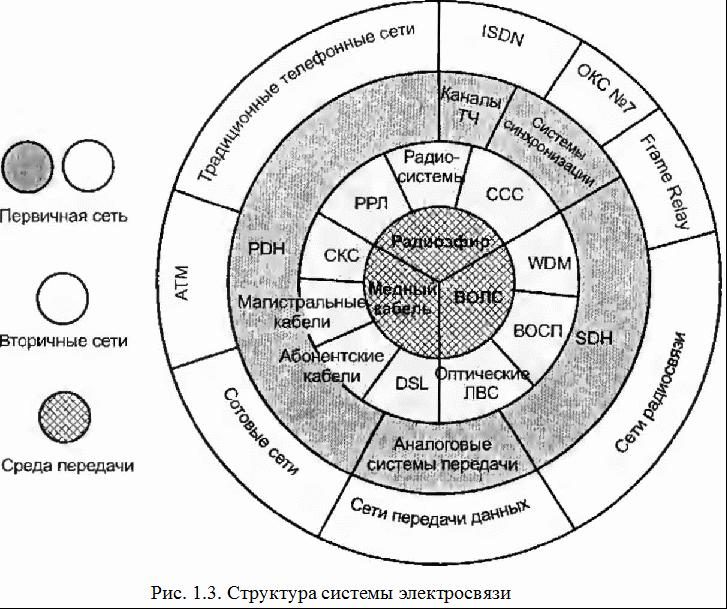 Традиционные телефонные сети
ISDN
ОКС №7
Frame Relay
Сети радиосвязи
Сети передачи данных
Сотовые сети
ATM
Каналы
ТЧ
Системы
синхронизации
SDH
Аналоговые
системы передачи
PDH
Радио-
системы
ССС
WDM
ВОСП
Оптические
ЛВС
DSL
Абонентские
кабели
Магистральные
кабели
СКС
РРЛ
Радиоэфир
ВОЛС
Медный
кабель
Первичная сеть
Вторичные сети
Среда передачи
Рис. 1.3. Структура системы электросвязи